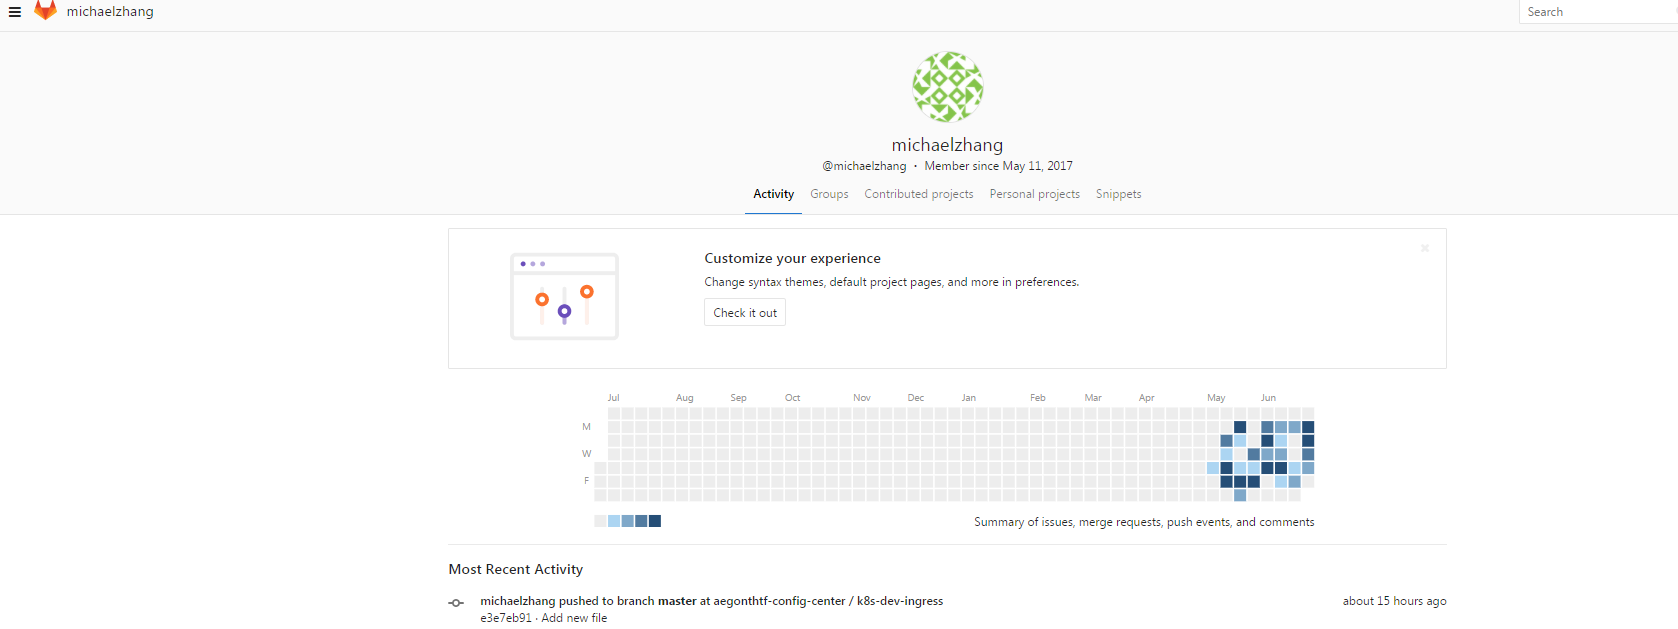 michaelzhang
Search
michaelzhang
@michaelzhang · Member since May 11, 2017
Activity Groups Contributed projects Personal projects Snippets
Customize your experience
Change syntax themes, default project pages, and more in preferences.
Check it out
Jul Aug Sep Oct Nov Dec Jan Feb Mar Apr May Jun
M
W
F
Summary of issues, merge requests, push events, and comments
Most Recent Activity
michaelzhang pushed to branch master at aegonthtf-config-center / k8s-dev-ingress about 15 hours ago
e3e7eb91 · Add new file